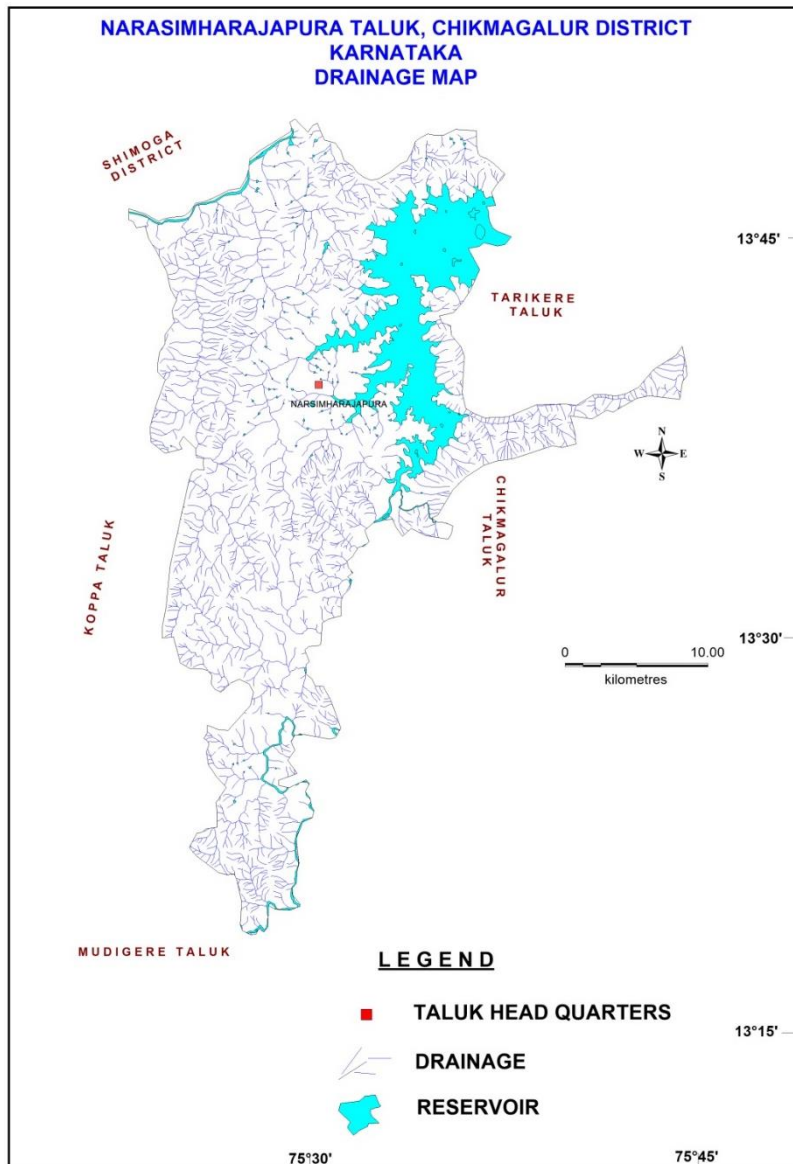 NARASIMHARAJAPURA TALUK, CHIKMAGALUR DISTRICT
KARNATAKA
DRAINAGE MAP
SHIMOGA
DISTRICT
13°45'
TARIKERE
TALUK
NARSIMHARAJAPURA
N
W E
S
CHIKMAGALUR
TALUK
KOPPA TALUK
13°30'
0 10.00
kilometres
MUDIGERE TALUK
LEGEND
TALUK HEAD QUARTERS
13°15'
DRAINAGE
RESERVOIR
75°30' 75°45'